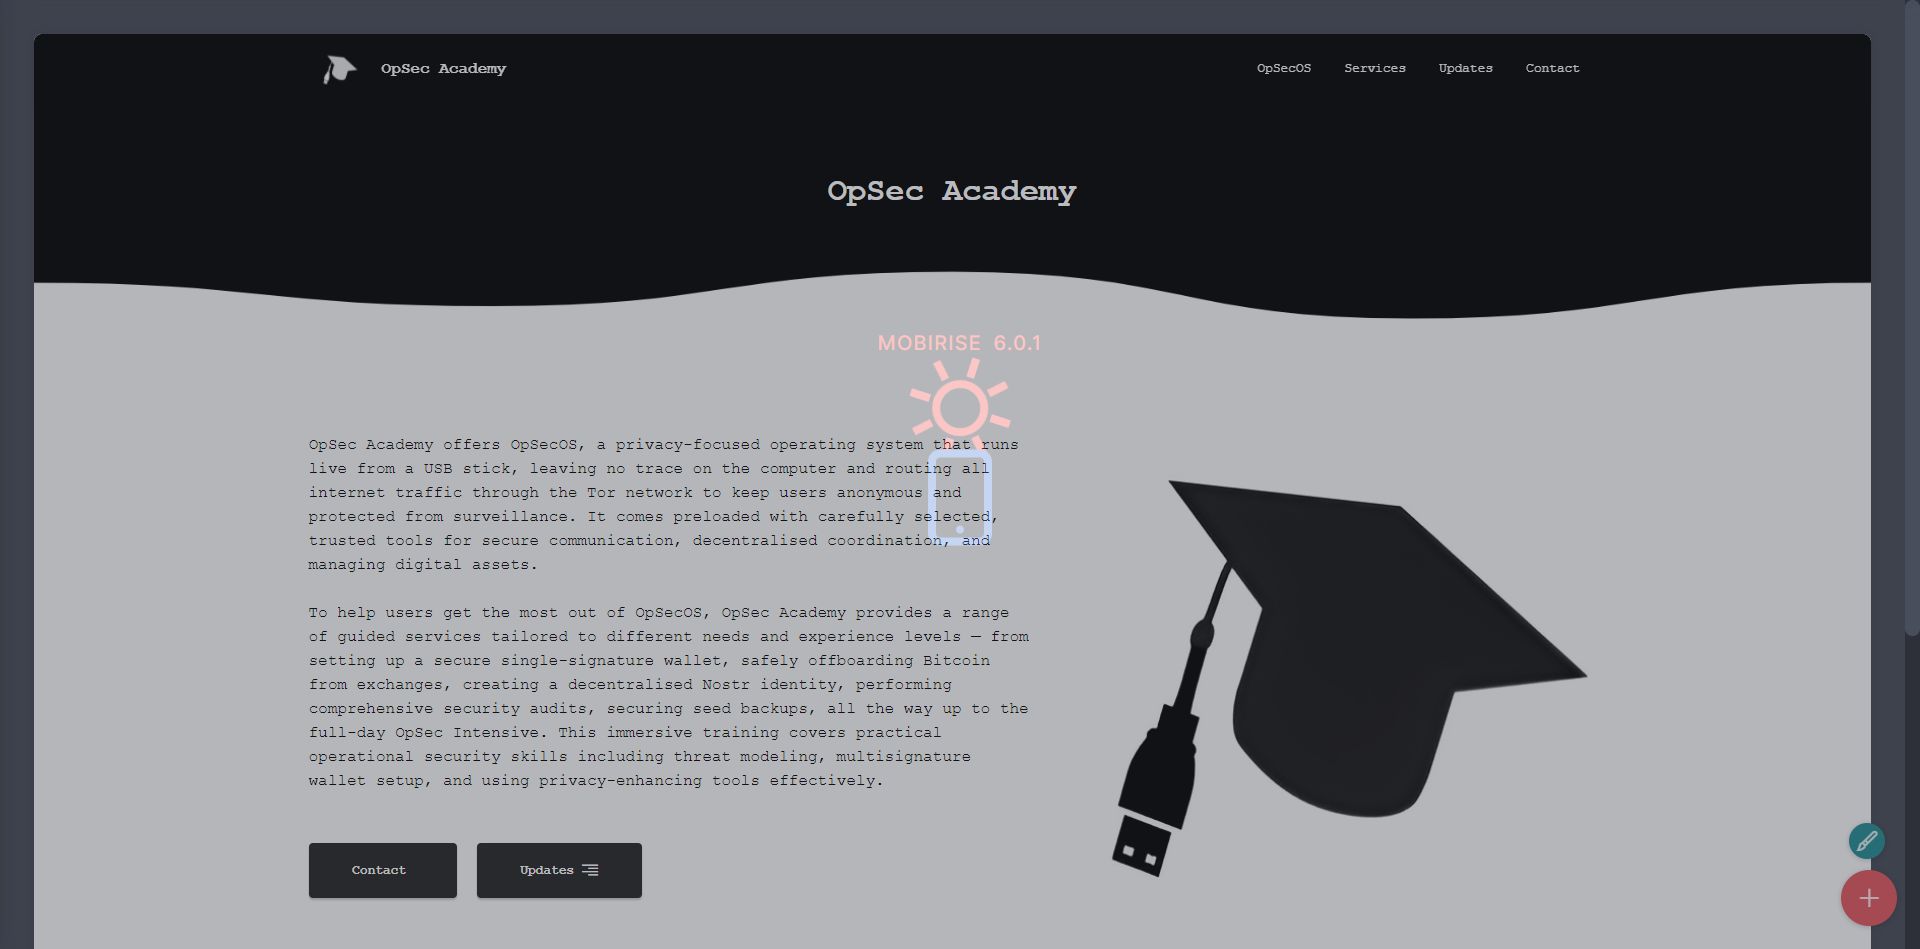 OpSec Academy
OpSecOS Services Updates Contact
OpSec Academy
MOBIRISE 6.0.1
OpSec Academy offers OpSecOS, a privacy-focused operating system that runs
live from a USB stick, leaving no trace on the computer and routing all
internet traffic through the Tor network to keep users anonymous and
protected from surveillance. It comes preloaded with carefully selected,
trusted tools for secure communication, decentralised coordination, and
managing digital assets.
To help users get the most out of OpSecOS, OpSec Academy provides a range
of guided services tailored to different needs and experience levels — from
setting up a secure single-signature wallet, safely offboarding Bitcoin
from exchanges, creating a decentralised Nostr identity, performing
comprehensive security audits, securing seed backups, all the way up to the
full-day OpSec Intensive. This immersive training covers practical
operational security skills including threat modeling, multisignature
wallet setup, and using privacy-enhancing tools effectively.
Contact
Updates